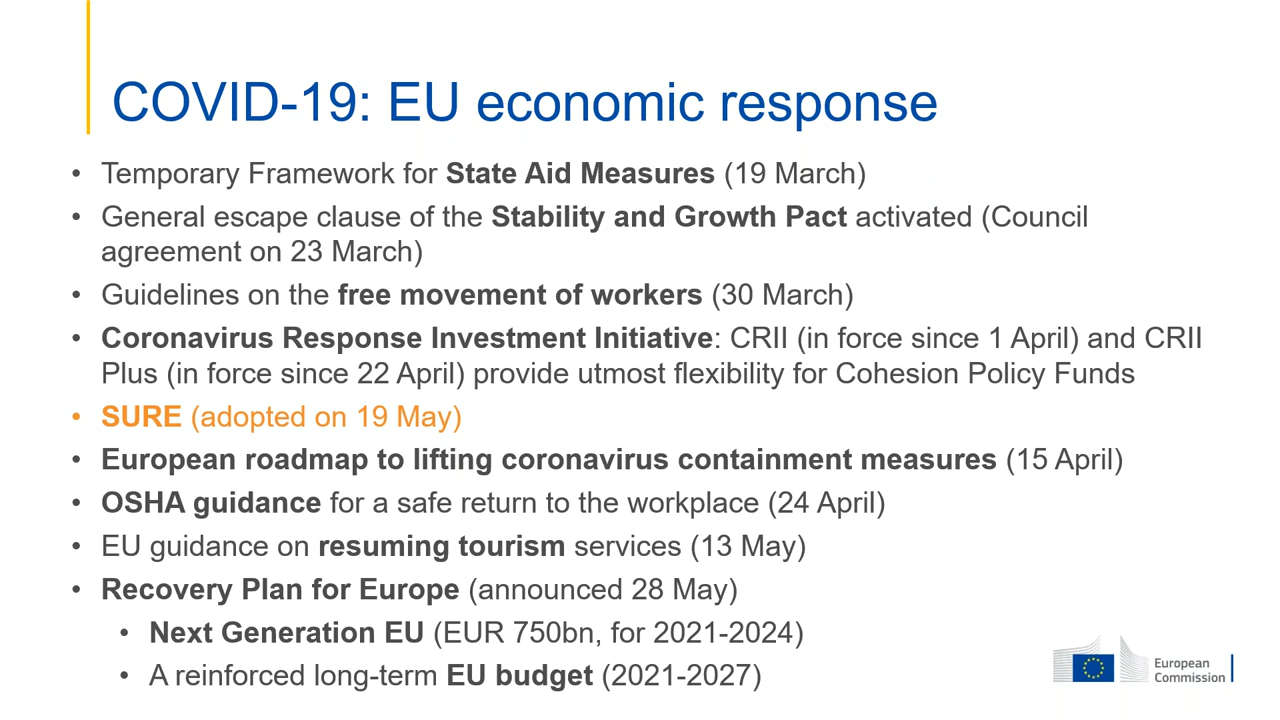 COVID-19: EU economic response
• Temporary Framework for State Aid Measures (19 March)
• General escape clause of the Stability and Growth Pact activated (Council
agreement on 23 March)
• Guidelines on the free movement of workers (30 March)
• Coronavirus Response Investment Initiative: CRII (in force since 1 April) and CRII
Plus (in force since 22 April) provide utmost flexibility for Cohesion Policy Funds
• SURE (adopted on 19 May)
• European roadmap to lifting coronavirus containment measures (15 April)
• OSHA guidance for a safe return to the workplace (24 April)
• EU guidance on resuming tourism services (13 May)
• Recovery Plan for Europe (announced 28 May)
• Next Generation EU (EUR 750bn, for 2021-2024)
• A reinforced long-term EU budget (2021-2027)
European
Commission